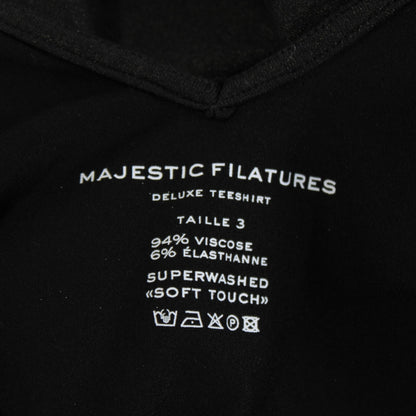 MAJESTIC FILATURES
DELUXE TEESHIRT
TAILLE 3
94% VISCOSE
6% ÉLASTHANNE
SUPERWASHED
«SOFT TOUCH»